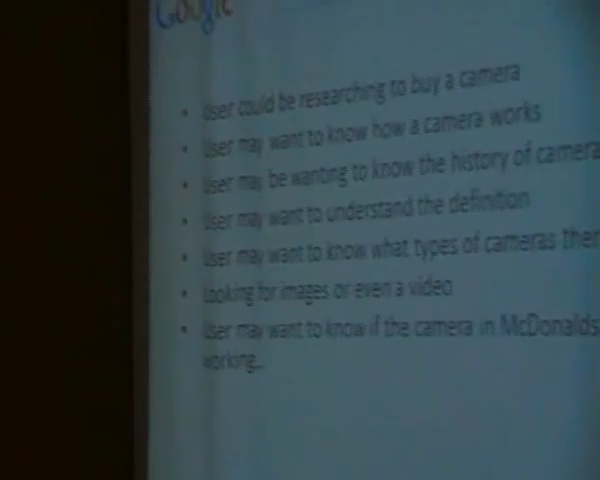 Google
User could be researching to buy a camera
User may want to know how a camera works
User may be wanting to know the history of camera
User may want to understand the definition
User may want to know what types of cameras ther
Looking for images or even a video
User may want to know if the camera in McDonalds
working..